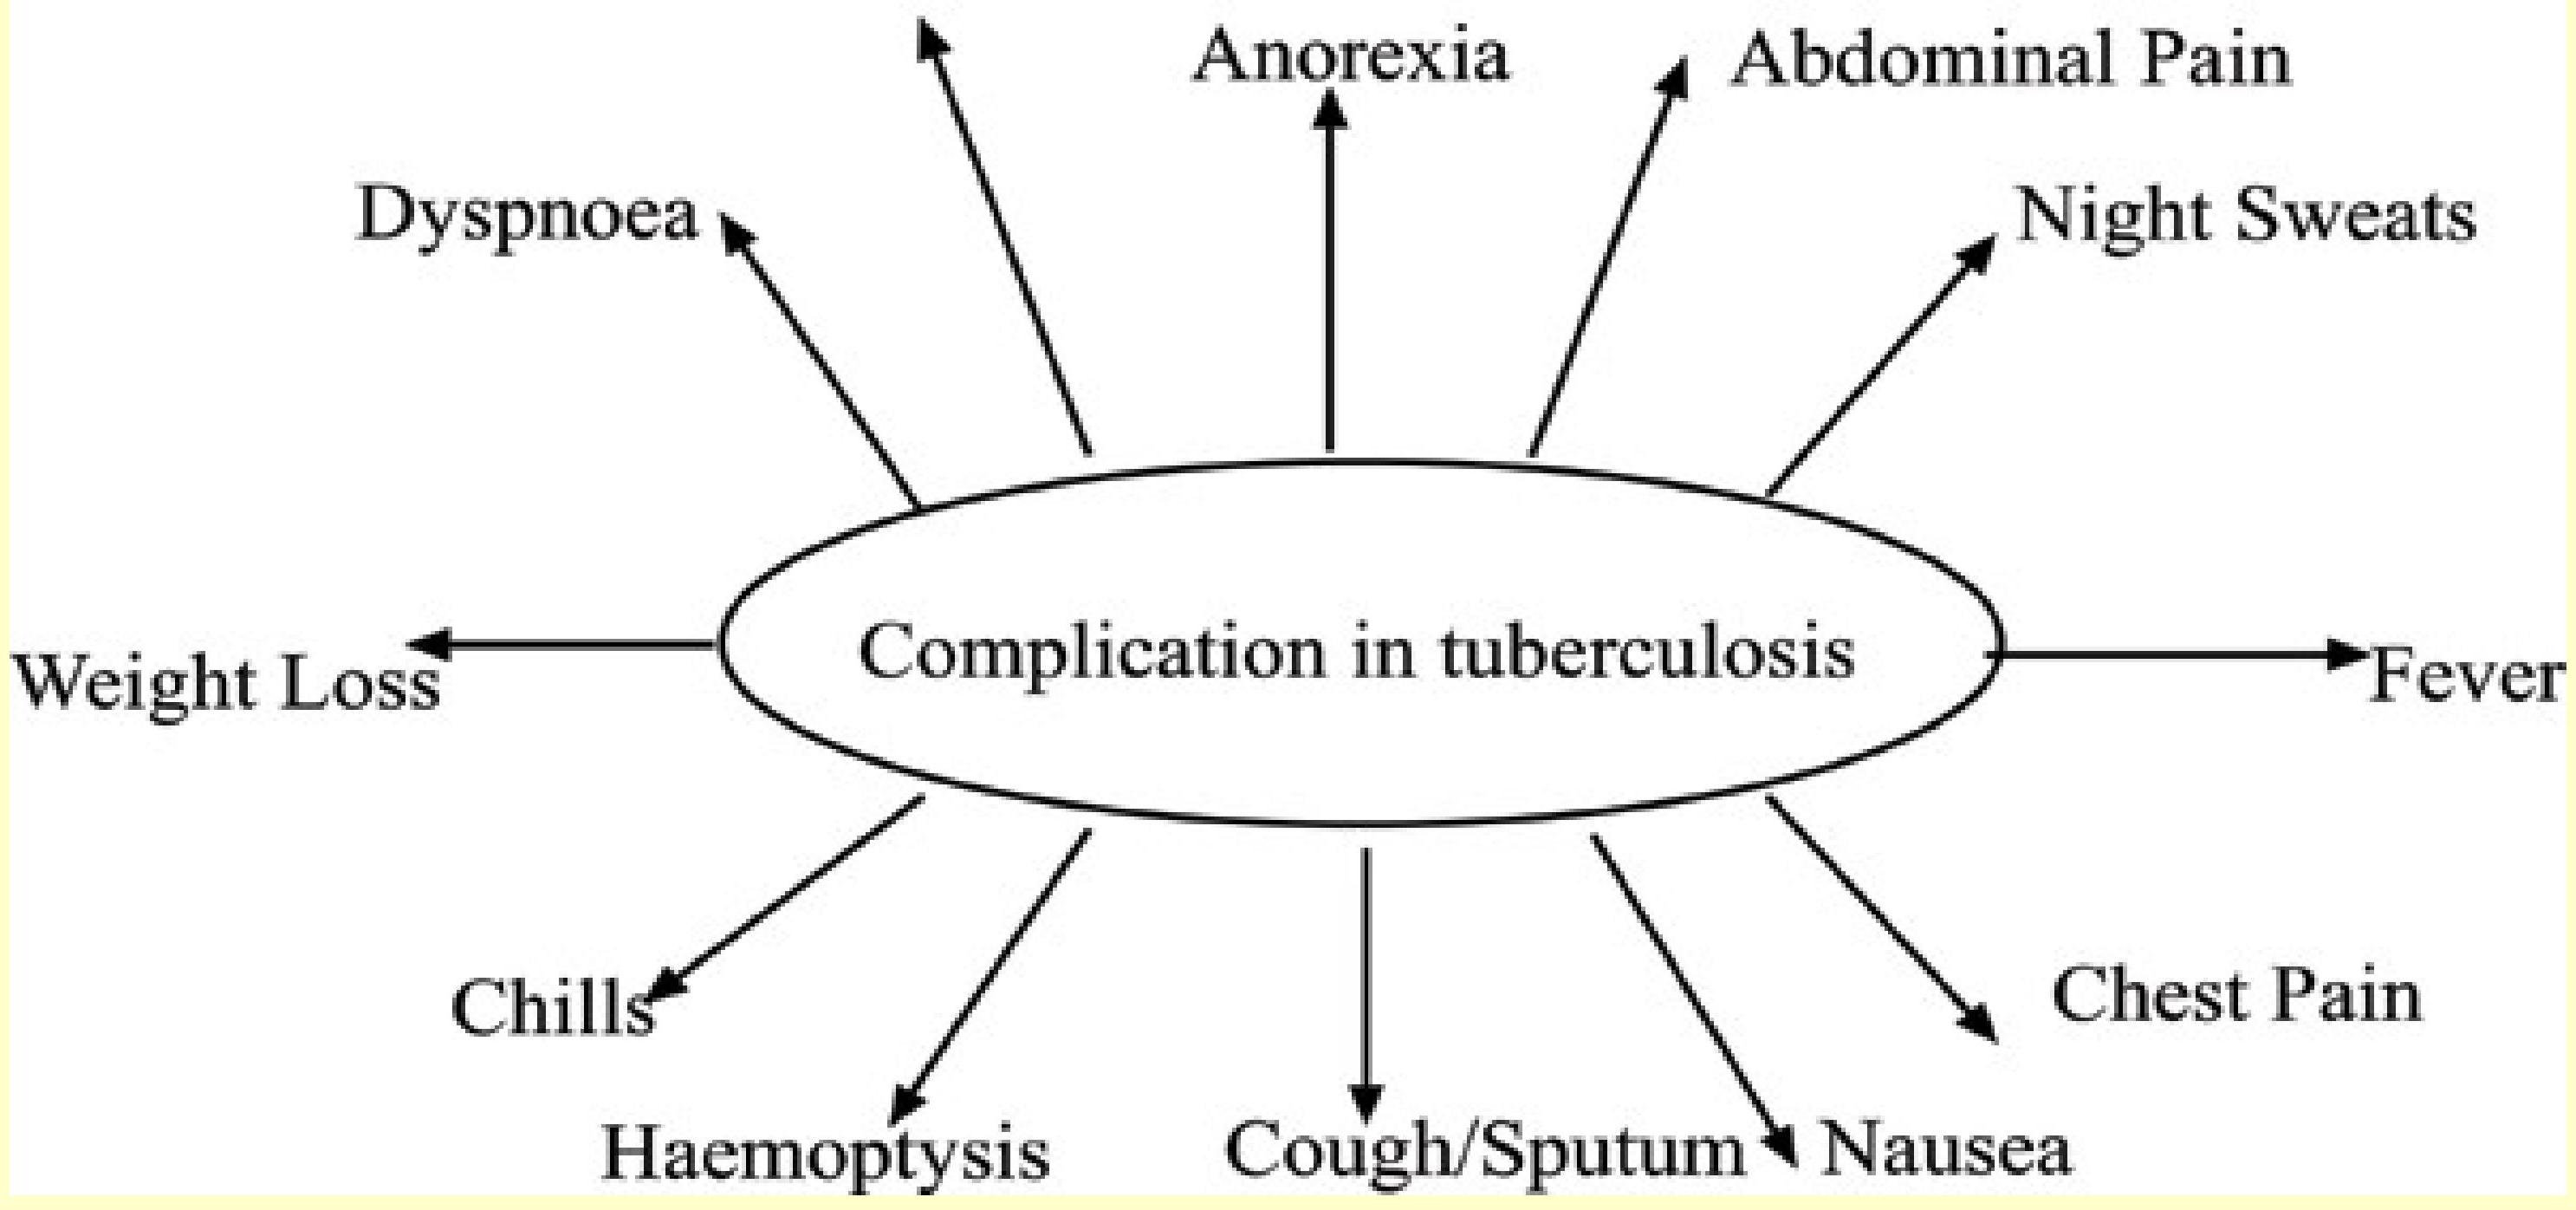 Anorexia
Abdominal Pain
Dyspnoea
Night Sweats
Complication in tuberculosis
Weight Loss
Fever
Chills
Chest Pain
Haemoptysis
Cough/Sputum
Nausea